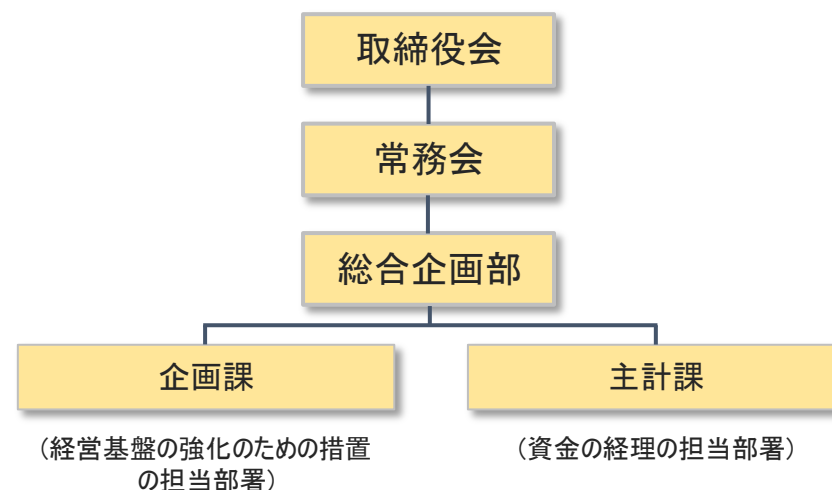 取締役会
常務会
総合企画部
企画課
主計課
（経営基盤の強化のための措置
の担当部署）
（資金の経理の担当部署）